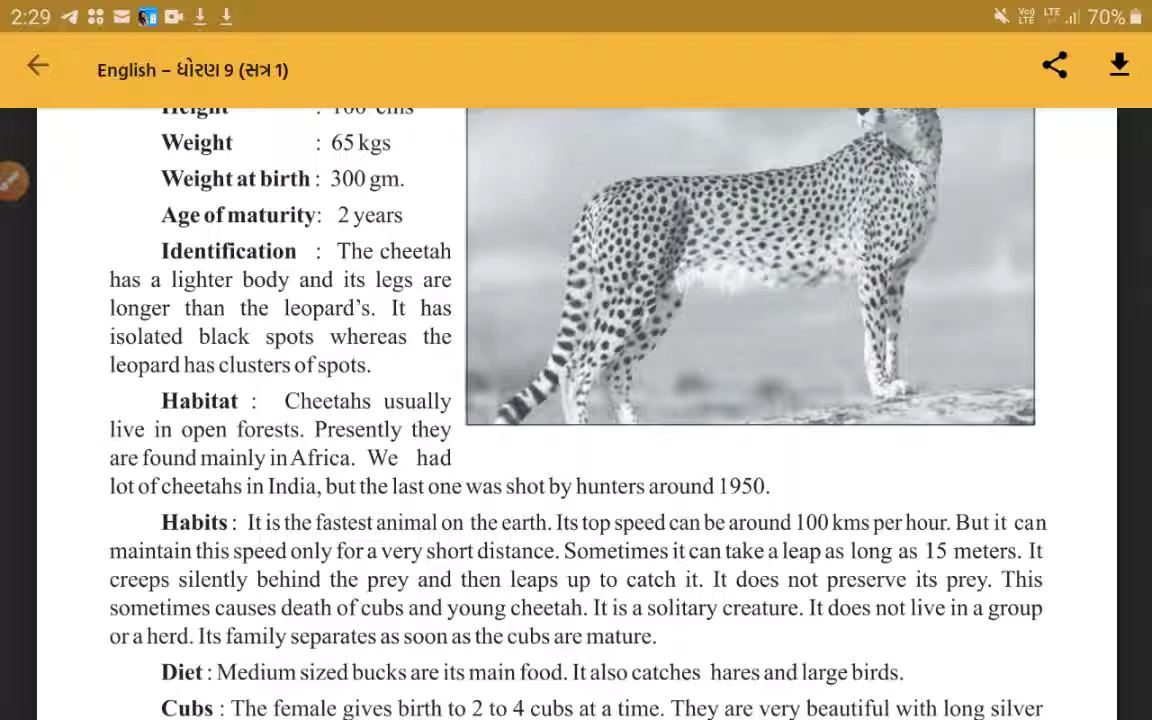 2:29
Vo) LTE LTE 70%
English – ધોરણ 9 (સત્ર 1)
Height : 100 cms
Weight : 65 kgs
Weight at birth : 300 gm.
Age of maturity: 2 years
Identification : The cheetah
has a lighter body and its legs are
longer than the leopard’s. It has
isolated black spots whereas the
leopard has clusters of spots.
Habitat : Cheetahs usually
live in open forests. Presently they
are found mainly in Africa. We had
lot of cheetahs in India, but the last one was shot by hunters around 1950.
Habits : It is the fastest animal on the earth. Its top speed can be around 100 kms per hour. But it can
maintain this speed only for a very short distance. Sometimes it can take a leap as long as 15 meters. It
creeps silently behind the prey and then leaps up to catch it. It does not preserve its prey. This
sometimes causes death of cubs and young cheetah. It is a solitary creature. It does not live in a group
or a herd. Its family separates as soon as the cubs are mature.
Diet : Medium sized bucks are its main food. It also catches hares and large birds.
Cubs : The female gives birth to 2 to 4 cubs at a time. They are very beautiful with long silver